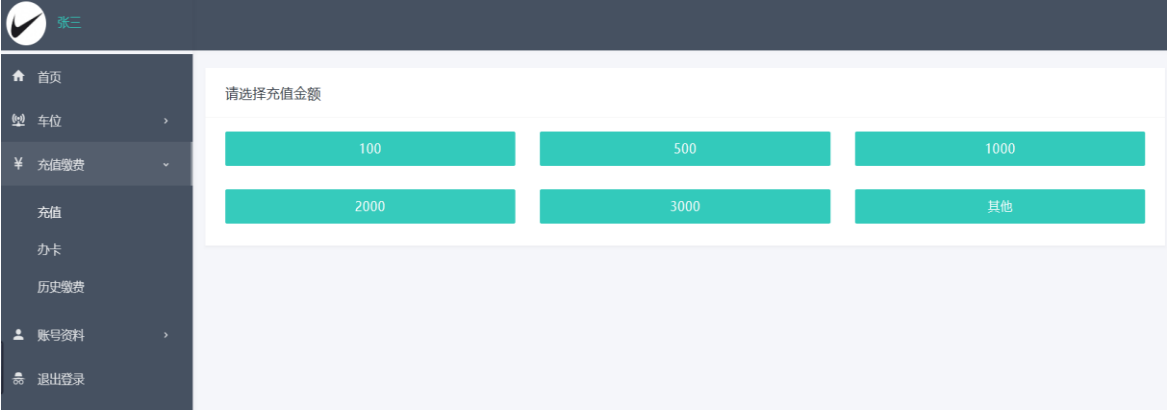 张三
首页
车位
充值缴费
充值
办卡
历史缴费
账号资料
退出登录
请选择充值金额
100 500 1000
2000 3000 其他